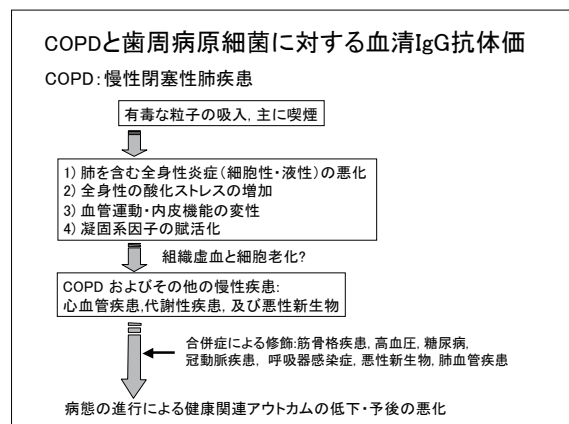 COPDと歯周病原細菌に対する血清IgG抗体価
COPD：慢性閉塞性肺疾患
有毒な粒子の吸入，主に喫煙
1) 肺を含む全身性炎症（細胞性・液性）の悪化
2) 全身性の酸化ストレスの増加
3) 血管運動・内皮機能の変性
4) 凝固系因子の賦活化
組織虚血と細胞老化?
COPD およびその他の慢性疾患:
心血管疾患,代謝性疾患, 及び悪性新生物
合併症による修飾:筋骨格疾患, 高血圧, 糖尿病,
冠動脈疾患, 呼吸器感染症, 悪性新生物, 肺血管疾患
病態の進行による健康関連アウトカムの低下・予後の悪化